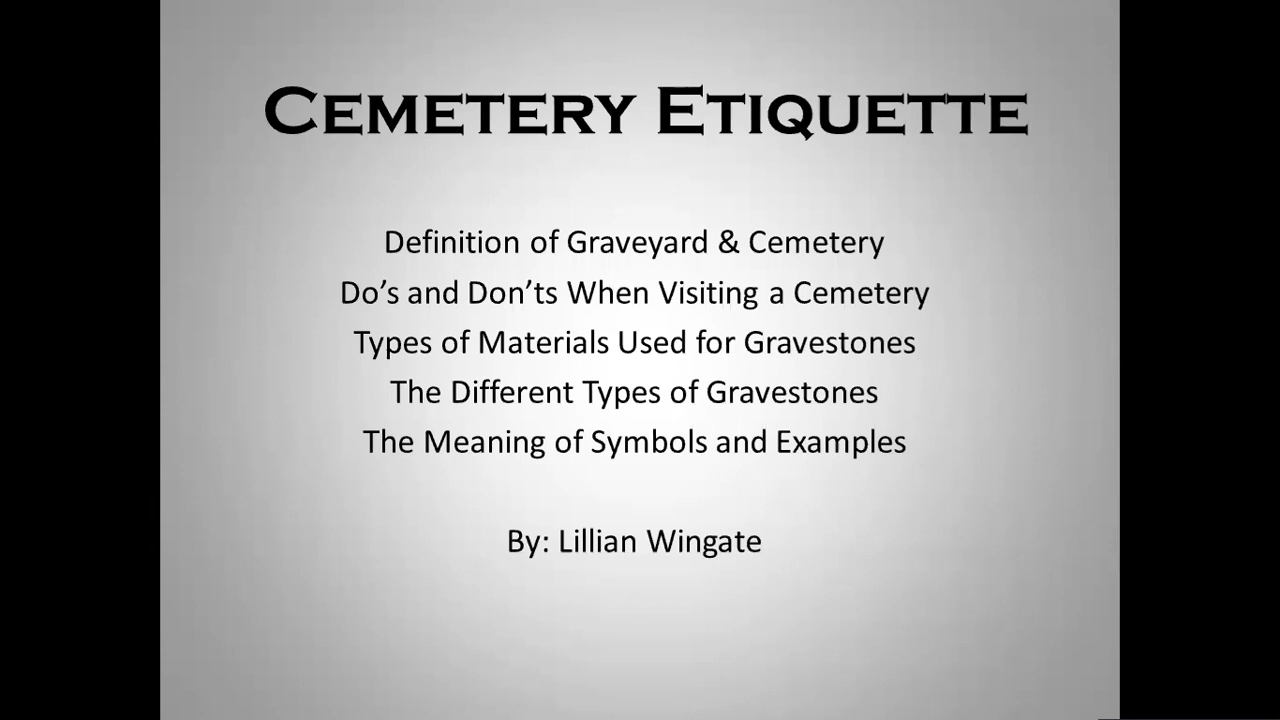 Cemetery Etiquette
Definition of Graveyard & Cemetery
Do’s and Don’ts When Visiting a Cemetery
Types of Materials Used for Gravestones
The Different Types of Gravestones
The Meaning of Symbols and Examples
By: Lillian Wingate